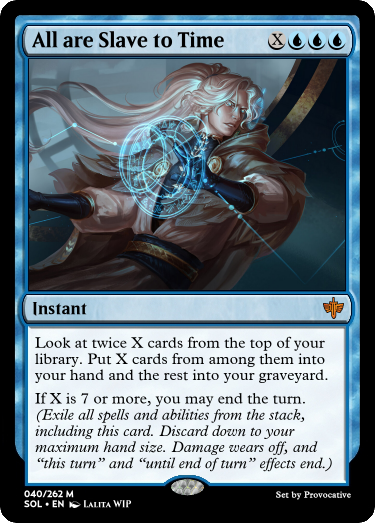 All are Slave to Time X
Instant
Look at twice X cards from the top of your
library. Put X cards from among them into
your hand and the rest into your graveyard.
If X is 7 or more, you may end the turn.
(Exile all spells and abilities from the stack,
including this card. Discard down to your
maximum hand size. Damage wears off, and
“this turn” and “until end of turn” effects end.)
040/262 M
SOL • EN Lalita WIP
Set by Provocative